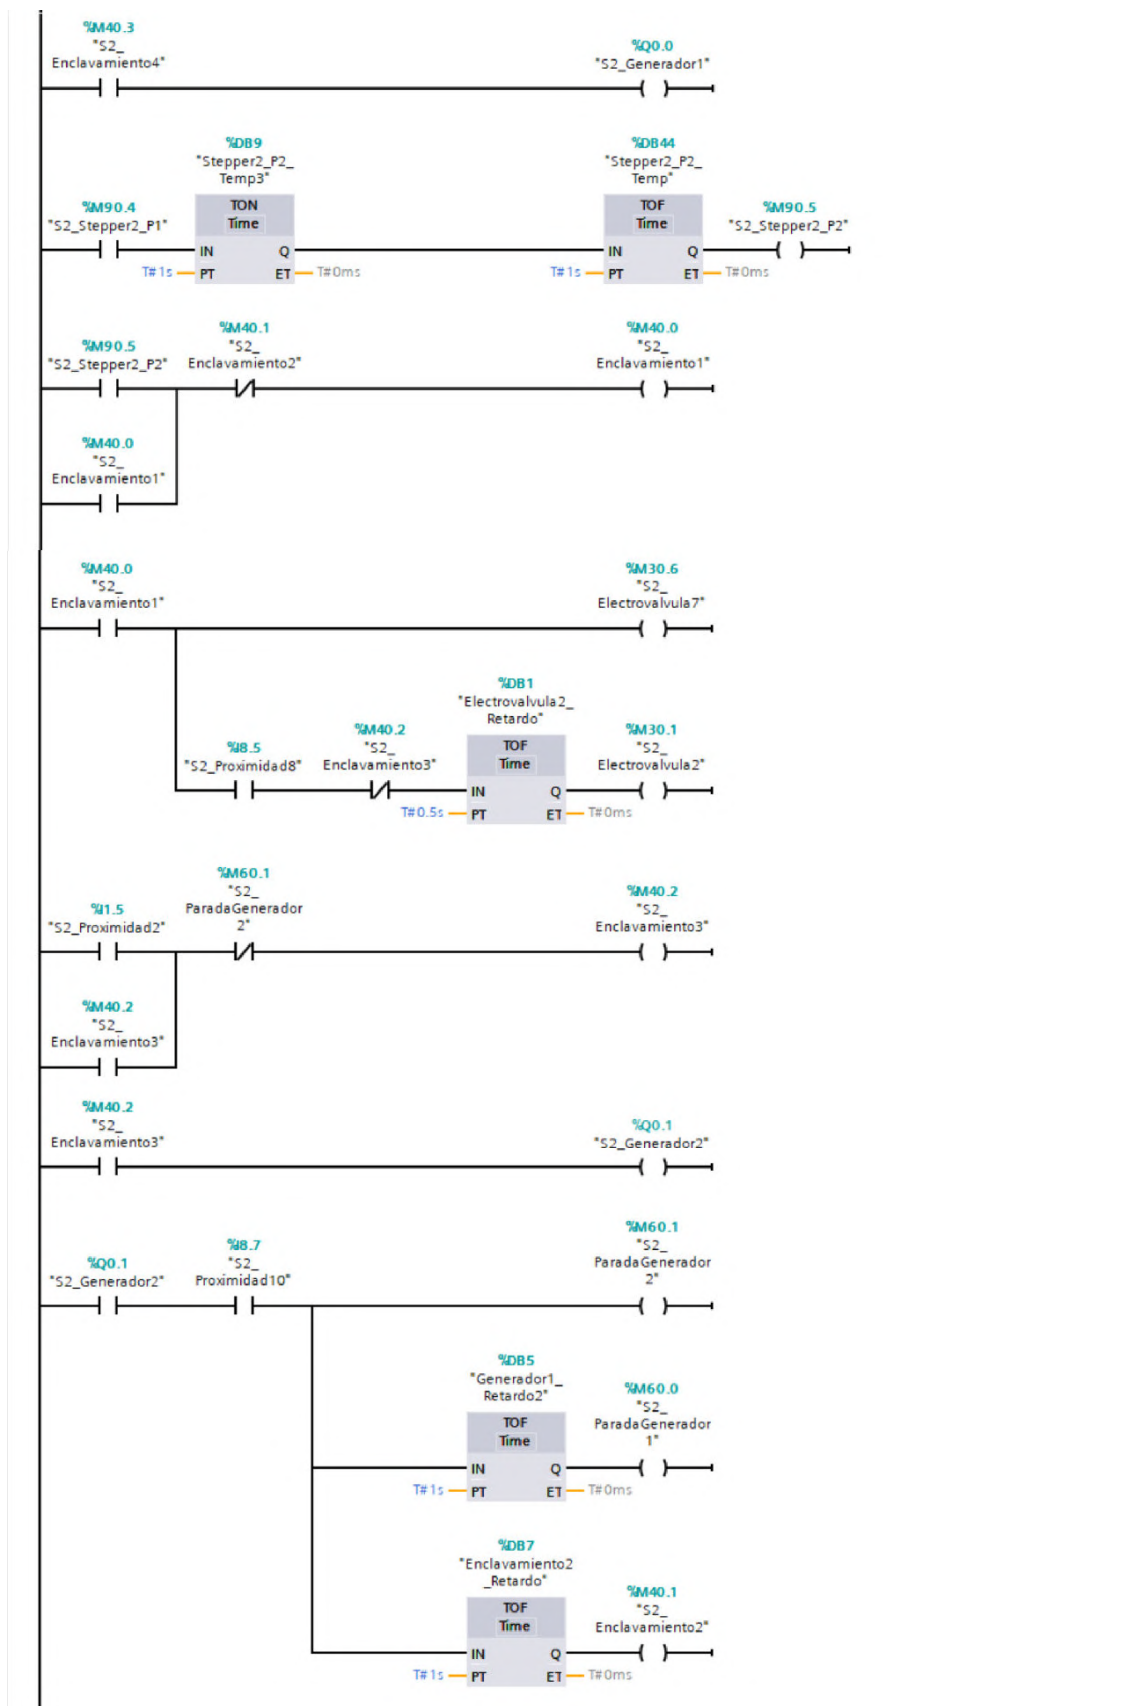 %M40.3
"S2_
Enclavamiento4"
%Q0.0
"S2_Generador1"
%DB9
"Stepper2_P2_
Temp3"
%DB44
"Stepper2_P2_
Temp"
%M90.4
"S2_Stepper2_P1"
TON
Time
TOF
Time
%M90.5
"S2_Stepper2_P2"
IN Q
IN Q
T#1s PT ET T#0ms
T#1s PT ET T#0ms
%M90.5
"S2_Stepper2_P2"
%M40.1
"S2_
Enclavamiento2"
%M40.0
"S2_
Enclavamiento1"
%M40.0
"S2_
Enclavamiento1"
%M40.0
"S2_
Enclavamiento1"
%M30.6
"S2_
Electrovalvula7"
%DB1
"Electrovalvula2_
Retardo"
%I8.5
"S2_Proximidad8"
%M40.2
"S2_
Enclavamiento3"
TOF
Time
%M30.1
"S2_
Electrovalvula2"
IN Q
T#0.5s PT ET T#0ms
%I1.5
"S2_Proximidad2"
%M60.1
"S2_
ParadaGenerador
2"
%M40.2
"S2_
Enclavamiento3"
%M40.2
"S2_
Enclavamiento3"
%M40.2
"S2_
Enclavamiento3"
%Q0.1
"S2_Generador2"
%Q0.1
"S2_Generador2"
%I8.7
"S2_
Proximidad10"
%M60.1
"S2_
ParadaGenerador
2"
%DB5
"Generador1_
Retardo2"
TOF
Time
%M60.0
"S2_
ParadaGenerador
1"
IN Q
T#1s PT ET T#0ms
%DB7
"Enclavamiento2
_Retardo"
TOF
Time
%M40.1
"S2_
Enclavamiento2"
IN Q
T#1s PT ET T#0ms